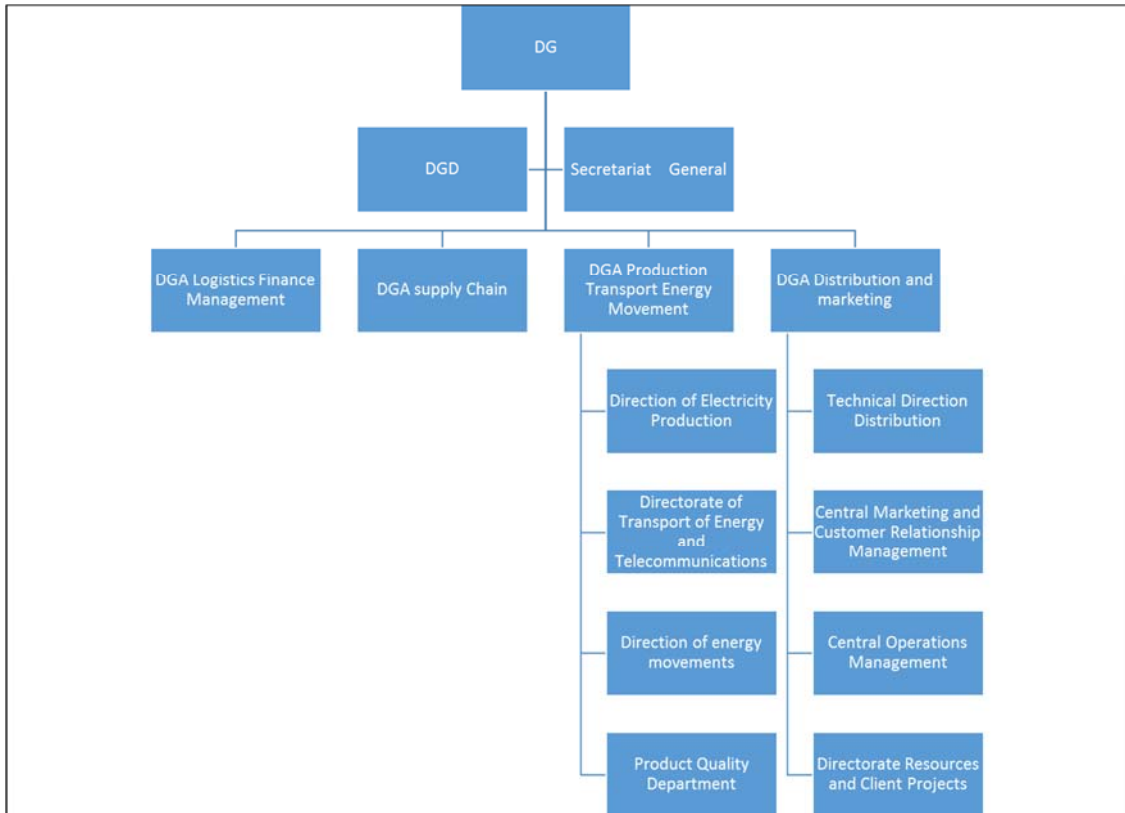 DG
DGD
Secretariat General
DGA Logistics Finance
Management
DGA supply Chain
DGA Production
Transport Energy
Movement
DGA Distribution and
marketing
Direction of Electricity
Production
Technical Direction
Distribution
Directorate of
Transport of Energy
and
Telecommunications
Central Marketing and
Customer Relationship
Management
Direction of energy
movements
Central Operations
Management
Product Quality
Department
Directorate Resources
and Client Projects